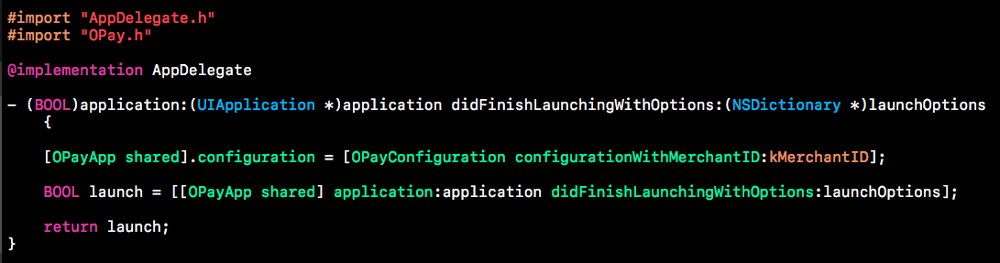 #import "AppDelegate.h"
#import "OPay.h"
@implementation AppDelegate
- (BOOL)application:(UIApplication *)application didFinishLaunchingWithOptions:(NSDictionary *)launchOptions
{
[OPayApp shared].configuration = [OPayConfiguration configurationWithMerchantID:kMerchantID];
BOOL launch = [[OPayApp shared] application:application didFinishLaunchingWithOptions:launchOptions];
return launch;
}